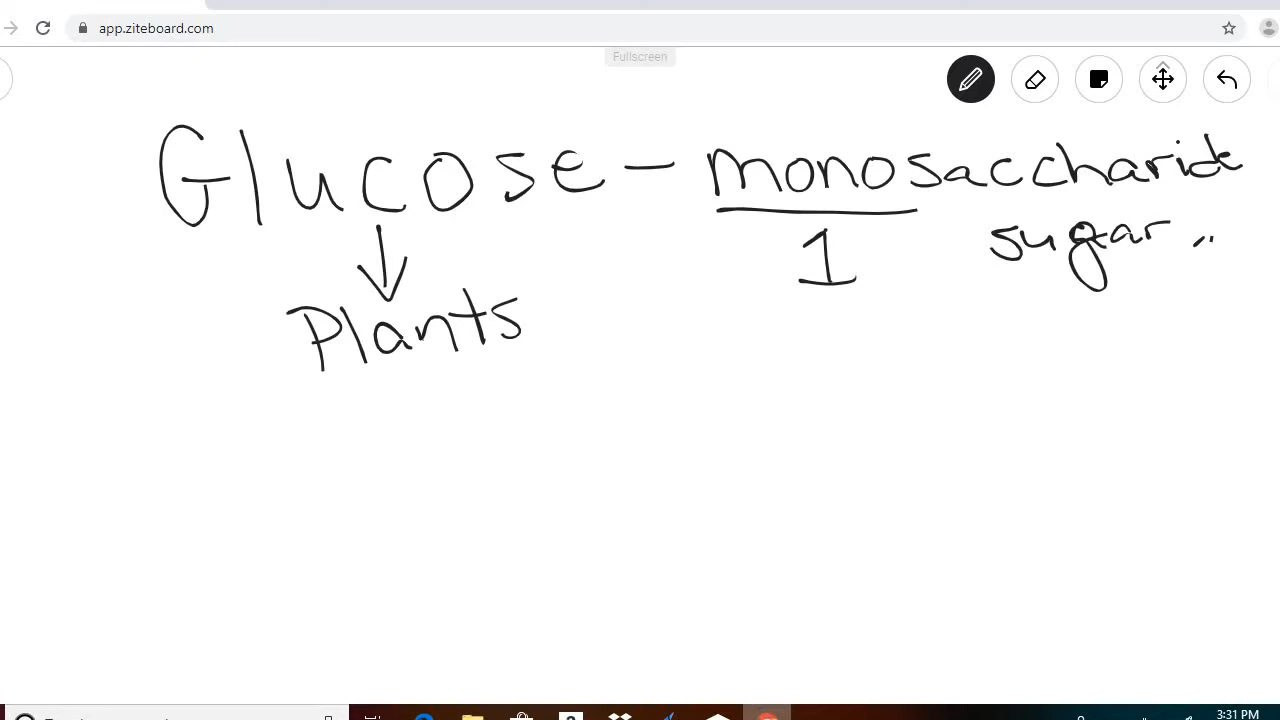 app.ziteboard.com
Fullscreen
Glucose - monosaccharide
1 sugar
Plants
3:31 PM